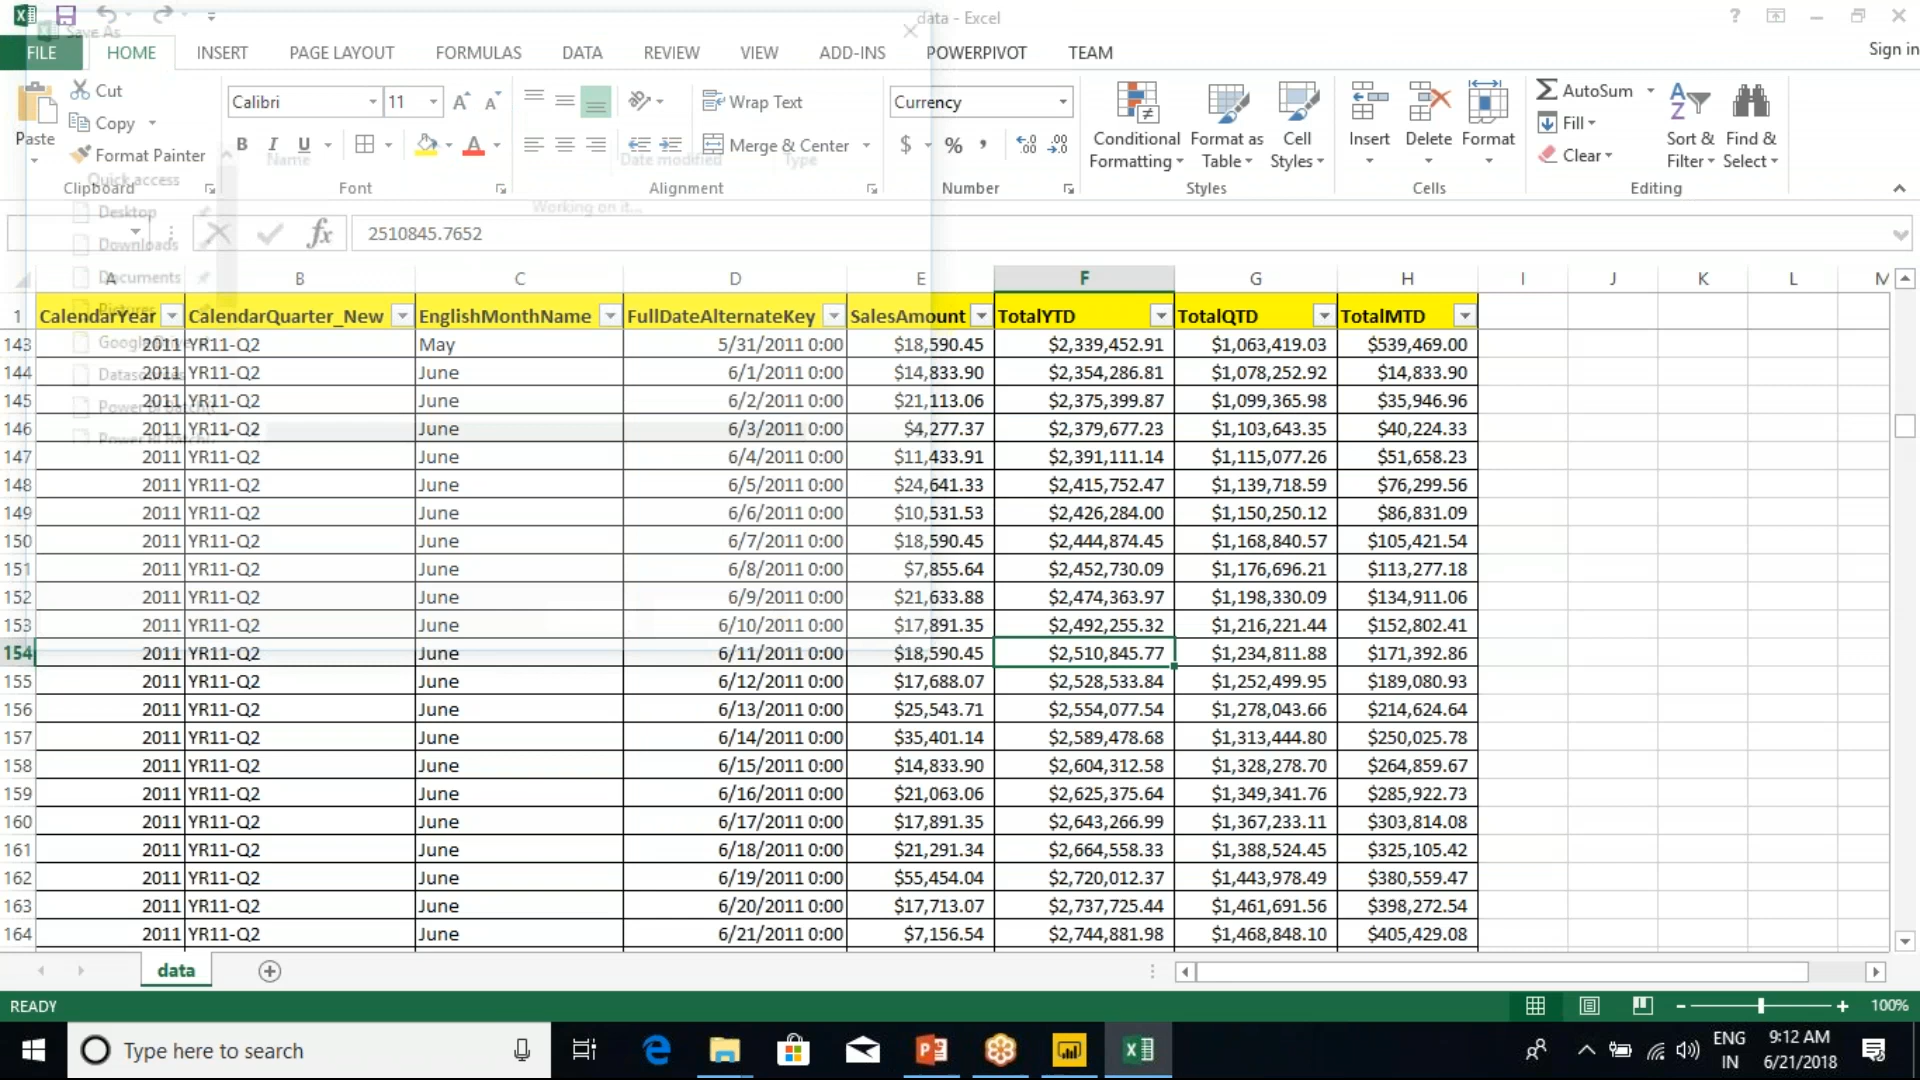 data - Excel
Save As
FILE HOME INSERT PAGE LAYOUT FORMULAS DATA REVIEW VIEW ADD-INS POWERPIVOT TEAM Sign in
Cut
Copy
Format Painter
Paste
Calibri 11
B I U
Wrap Text
Merge & Center
Currency
$ % ,
Conditional Formatting
Format as Table
Cell Styles
Insert Delete Format
AutoSum
Fill
Clear
Sort & Filter
Find & Select
Clipboard Font Alignment Number Styles Cells Editing
Name Date modified Type
Working on it...
Quick access
Desktop
Downloads
Documents
Pictures
fx 2510845.7652
A B C D E F G H I J K L M
1 CalendarYear CalendarQuarter_New EnglishMonthName FullDateAlternateKey SalesAmount TotalYTD TotalQTD TotalMTD
143 2011 YR11-Q2 May 5/31/2011 0:00 $18,590.45 $2,339,452.91 $1,063,419.03 $539,469.00
144 2011 YR11-Q2 June 6/1/2011 0:00 $14,833.90 $2,354,286.81 $1,078,252.92 $14,833.90
145 2011 YR11-Q2 June 6/2/2011 0:00 $21,113.06 $2,375,399.87 $1,099,365.98 $35,946.96
146 2011 YR11-Q2 June 6/3/2011 0:00 $4,277.37 $2,379,677.23 $1,103,643.35 $40,224.33
147 2011 YR11-Q2 June 6/4/2011 0:00 $11,433.91 $2,391,111.14 $1,115,077.26 $51,658.23
148 2011 YR11-Q2 June 6/5/2011 0:00 $24,641.33 $2,415,752.47 $1,139,718.59 $76,299.56
149 2011 YR11-Q2 June 6/6/2011 0:00 $10,531.53 $2,426,284.00 $1,150,250.12 $86,831.09
150 2011 YR11-Q2 June 6/7/2011 0:00 $18,590.45 $2,444,874.45 $1,168,840.57 $105,421.54
151 2011 YR11-Q2 June 6/8/2011 0:00 $7,855.64 $2,452,730.09 $1,176,696.21 $113,277.18
152 2011 YR11-Q2 June 6/9/2011 0:00 $21,633.88 $2,474,363.97 $1,198,330.09 $134,911.06
153 2011 YR11-Q2 June 6/10/2011 0:00 $17,891.35 $2,492,255.32 $1,216,221.44 $152,802.41
154 2011 YR11-Q2 June 6/11/2011 0:00 $18,590.45 $2,510,845.77 $1,234,811.88 $171,392.86
155 2011 YR11-Q2 June 6/12/2011 0:00 $17,688.07 $2,528,533.84 $1,252,499.95 $189,080.93
156 2011 YR11-Q2 June 6/13/2011 0:00 $25,543.71 $2,554,077.54 $1,278,043.66 $214,624.64
157 2011 YR11-Q2 June 6/14/2011 0:00 $35,401.14 $2,589,478.68 $1,313,444.80 $250,025.78
158 2011 YR11-Q2 June 6/15/2011 0:00 $14,833.90 $2,604,312.58 $1,328,278.70 $264,859.67
159 2011 YR11-Q2 June 6/16/2011 0:00 $21,063.06 $2,625,375.64 $1,349,341.76 $285,922.73
160 2011 YR11-Q2 June 6/17/2011 0:00 $17,891.35 $2,643,266.99 $1,367,233.11 $303,814.08
161 2011 YR11-Q2 June 6/18/2011 0:00 $21,291.34 $2,664,558.33 $1,388,524.45 $325,105.42
162 2011 YR11-Q2 June 6/19/2011 0:00 $55,454.04 $2,720,012.37 $1,443,978.49 $380,559.47
163 2011 YR11-Q2 June 6/20/2011 0:00 $17,713.07 $2,737,725.44 $1,461,691.56 $398,272.54
164 2011 YR11-Q2 June 6/21/2011 0:00 $7,156.54 $2,744,881.98 $1,468,848.10 $405,429.08
data
READY 100%
Type here to search
ENG
IN
9:12 AM
6/21/2018